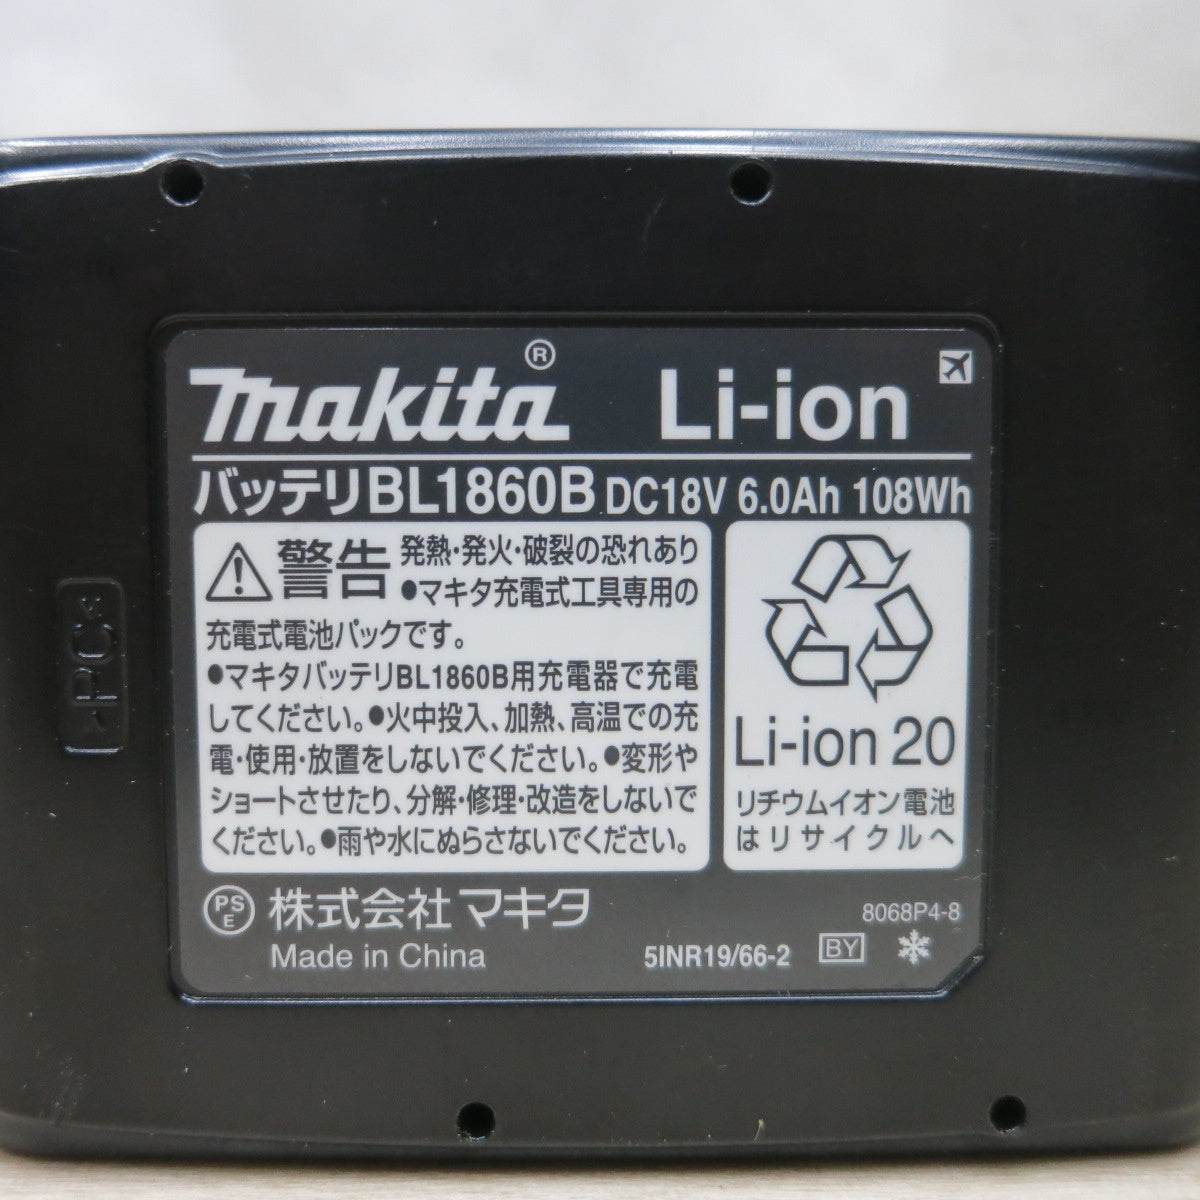 makita® Li-ion
バッテリBL1860B DC18V 6.0Ah 108Wh
警告 発熱・発火・破裂の恐れあり
●マキタ充電式工具専用の
充電式電池パックです。
●マキタバッテリBL1860B用充電器で充電
してください。●火中投入、加熱、高温での充
電・使用・放置をしないでください。●変形や
ショートさせたり、分解・修理・改造をしないで
ください。●雨や水にぬらさないでください。
Li-ion 20
リチウムイオン電池
はリサイクルへ
PS
E
株式会社マキタ
Made in China
8068P4-8
5INR19/66-2 BY
>PC<